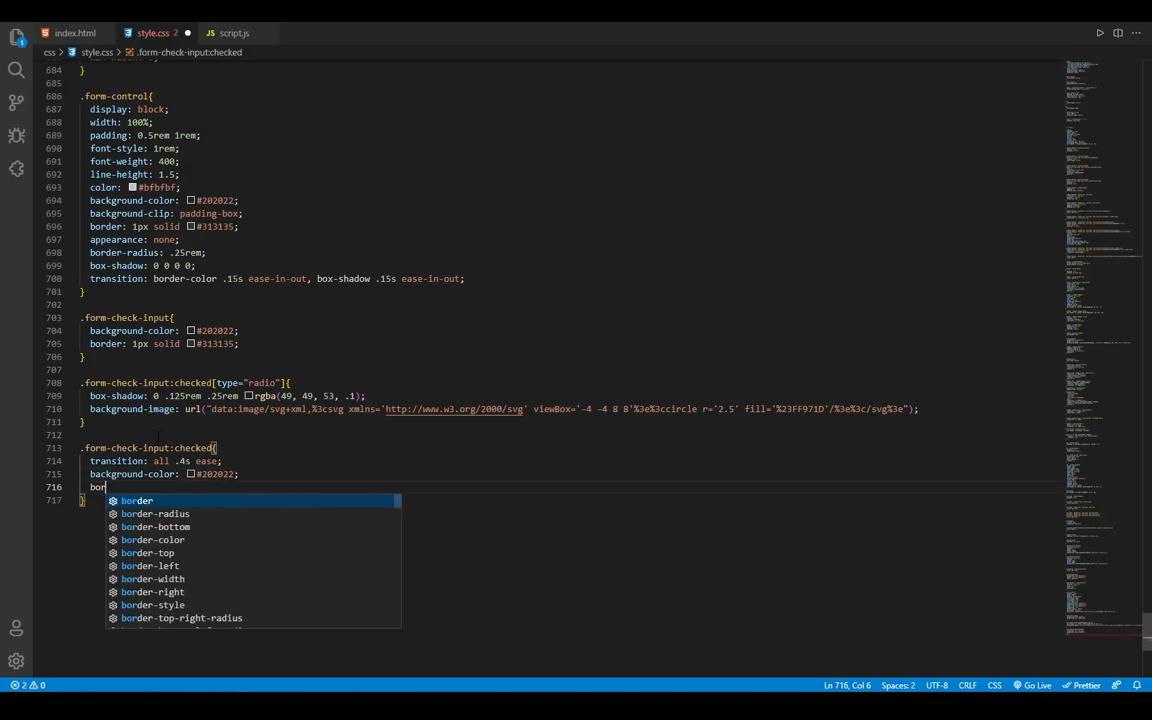 index.html
style.css 2
JS script.js
css > style.css > .form-check-input:checked
684 }
685
686 .form-control{
687 display: block;
688 width: 100%;
689 padding: 0.5rem 1rem;
690 font-style: 1rem;
691 font-weight: 400;
692 line-height: 1.5;
693 color: #bfbfbf;
694 background-color: #202022;
695 background-clip: padding-box;
696 border: 1px solid #313135;
697 appearance: none;
698 border-radius: .25rem;
699 box-shadow: 0 0 0 0;
700 transition: border-color .15s ease-in-out, box-shadow .15s ease-in-out;
701 }
702
703 .form-check-input{
704 background-color: #202022;
705 border: 1px solid #313135;
706 }
707
708 .form-check-input:checked[type="radio"]{
709 box-shadow: 0 .125rem .25rem rgba(49, 49, 53, .1);
710 background-image: url("data:image/svg+xml,%3csvg xmlns='http://www.w3.org/2000/svg' viewBox='-4 -4 8 8'%3e%3ccircle r='2.5' fill='%23FF971D'/%3e%3c/svg%3e");
711 }
712
713 .form-check-input:checked{
714 transition: all .4s ease;
715 background-color: #202022;
716 bor
717 }
border
border-radius
border-bottom
border-color
border-top
border-left
border-width
border-right
border-style
border-top-right-radius
1
2 0
Ln 716, Col 6
Spaces: 2
UTF-8
CRLF
CSS
Go Live
Prettier